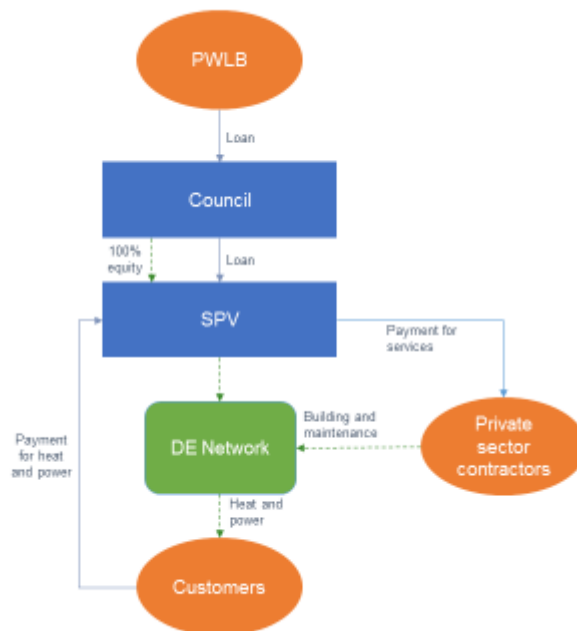 PWLB
Loan
Council
100%
equity
Loan
SPV
Payment for
services
Building and
maintenance
Private
sector
contractors
DE Network
Payment
for heat
and power
Heat and
power
Customers